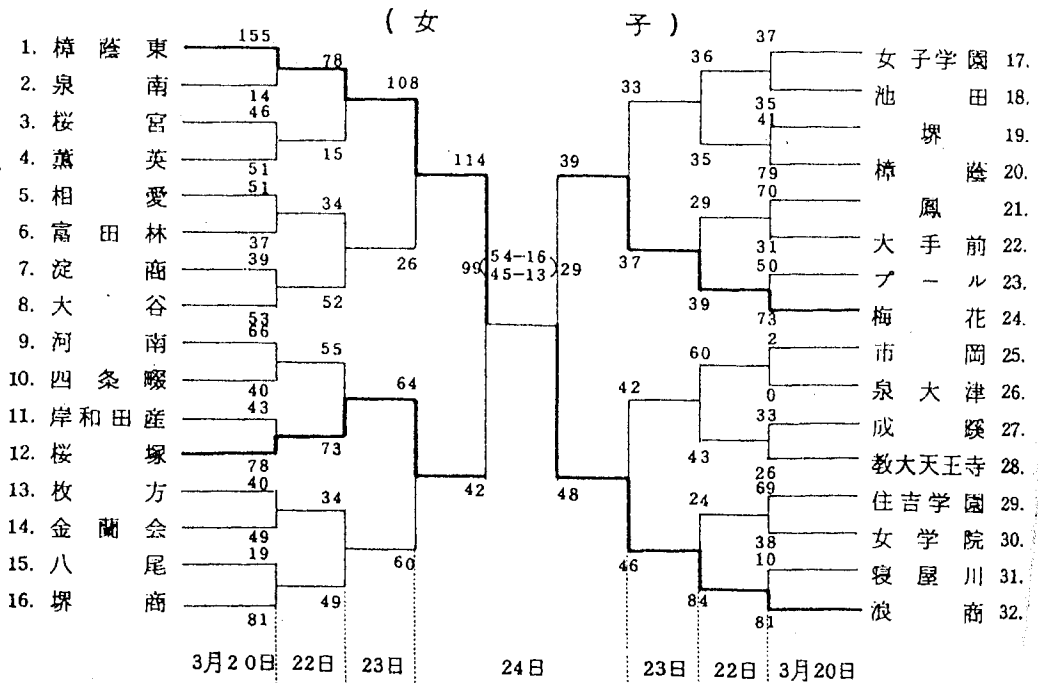 (女子)
155
1. 樟蔭東
78
2. 泉南
14
108
46
3. 桜宮
15
4. 薫英
51
114
51
5. 相愛
34
6. 富田林
37
26
39
7. 淀商
52
8. 大谷
53
99(54-16 45-13)29
66
9. 河南
55
10. 四条畷
40
64
43
11. 岸和田産
73
12. 桜塚
78
42
40
13. 枚方
34
14. 金蘭会
49
60
19
15. 八尾
49
16. 堺商
81
37
女子学園 17.
36
池田 18.
35
33
41
堺 19.
35
樟蔭 20.
79
39
70
鳳 21.
29
大手前 22.
31
37
50
プール 23.
39
梅花 24.
73
2
市岡 25.
60
泉大津 26.
0
42
33
成蹊 27.
43
教大天王寺 28.
26
48
69
住吉学園 29.
24
女学院 30.
38
46
10
寝屋川 31.
84
浪商 32.
81
3月20日 22日 23日 24日 23日 22日 3月20日